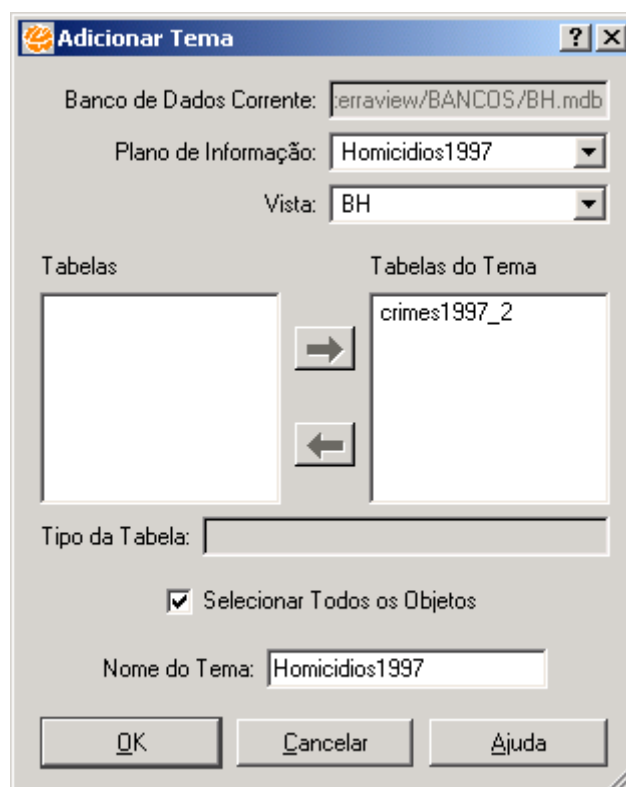 Adicionar Tema
Banco de Dados Corrente: :erraview/BANCOS/BH.mdb
Plano de Informação: Homicidios1997
Vista: BH
Tabelas Tabelas do Tema
crimes1997_2
Tipo da Tabela:
Selecionar Todos os Objetos
Nome do Tema: Homicidios1997
OK Cancelar Ajuda